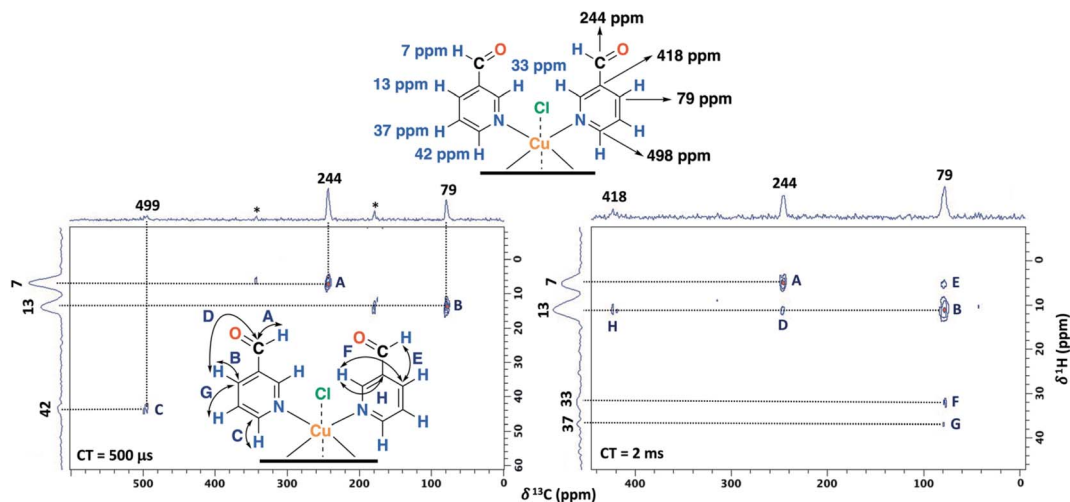 244 ppm
7 ppm H
O
H
O
33 ppm
C
C
418 ppm
13 ppm H
H
H
H
Cl
79 ppm
37 ppm H
N
N
H
Cu
42 ppm H
H
498 ppm
499
*
244
*
79
7
13
42
A
B
C
0
10
20
30
40
50
60
D
A
O
H
O
H
C
C
B
F
E
H
H
H
H
G
Cl
H
H
N
N
H
C
H
Cu
H
CT = 500 µs
500
400
300
200
100
0
δ 13C (ppm)
418
244
79
7
13
33
37
A
E
H
D
B
F
G
0
10
20
30
40
δ 1H (ppm)
CT = 2 ms
400
300
200
100
0